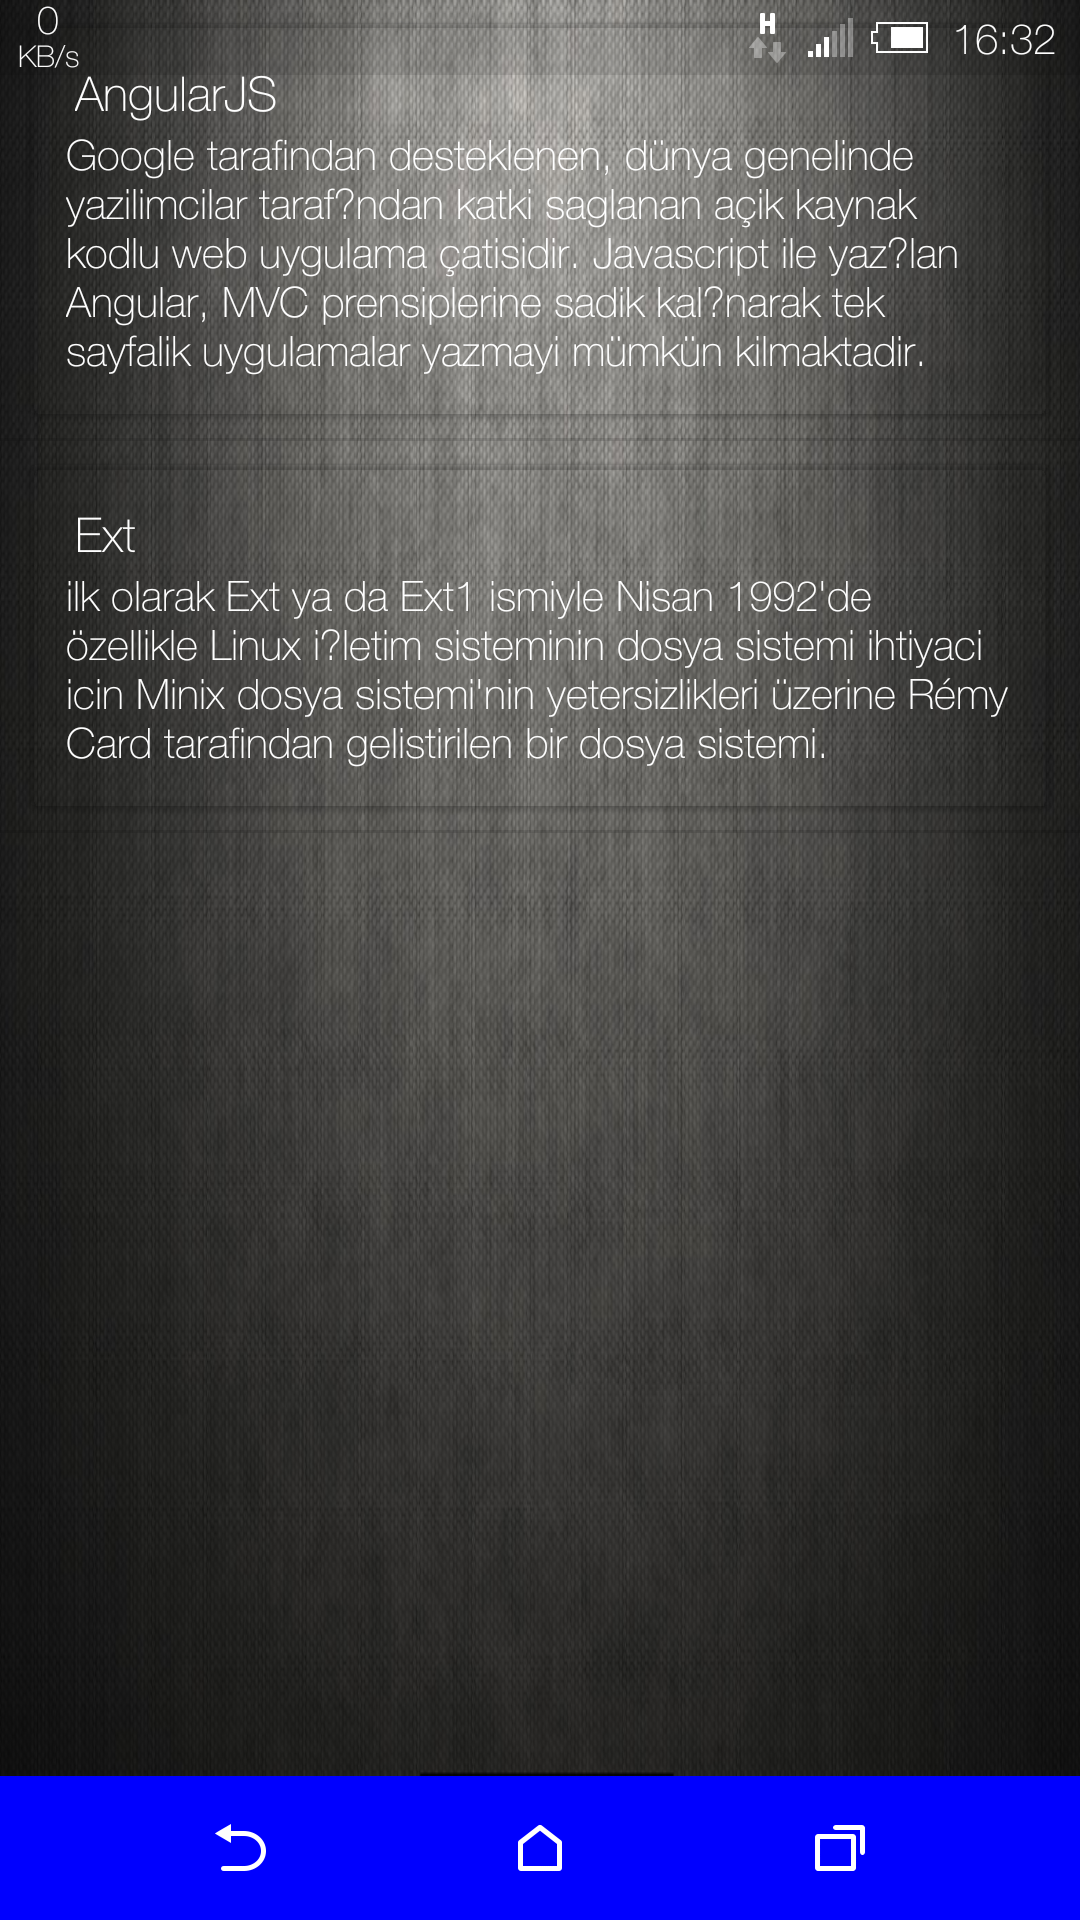 0
KB/s
H
16:32
AngularJS
Google tarafindan desteklenen, dünya genelinde
yazilimcilar taraf?ndan katki saglanan açik kaynak
kodlu web uygulama çatisidir. Javascript ile yaz?lan
Angular, MVC prensiplerine sadik kal?narak tek
sayfalik uygulamalar yazmayi mümkün kilmaktadir.
Ext
ilk olarak Ext ya da Ext1 ismiyle Nisan 1992'de
özellikle Linux i?letim sisteminin dosya sistemi ihtiyaci
icin Minix dosya sistemi'nin yetersizlikleri üzerine Rémy
Card tarafindan gelistirilen bir dosya sistemi.